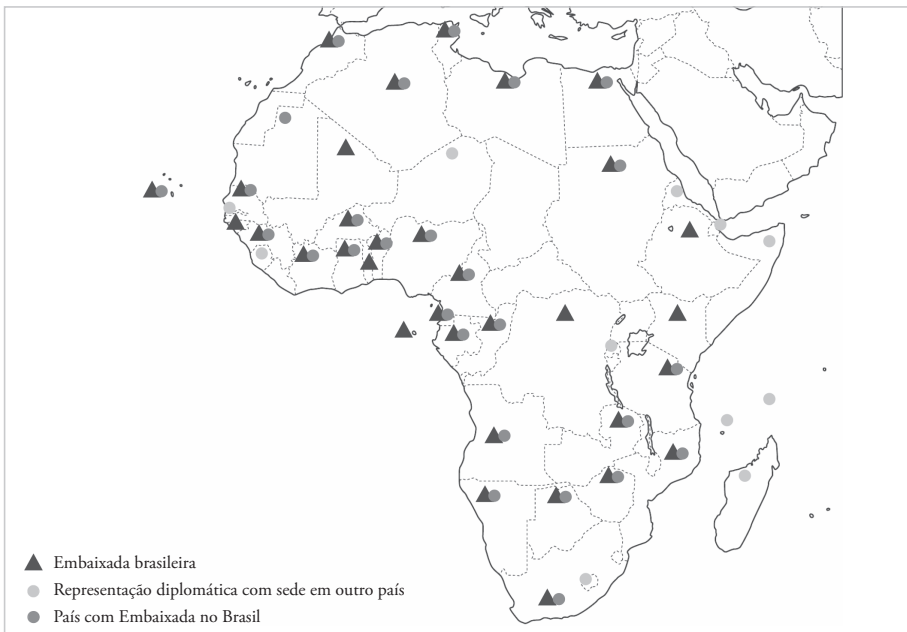 Embaixada brasileira
Representação diplomática com sede em outro país
País com Embaixada no Brasil